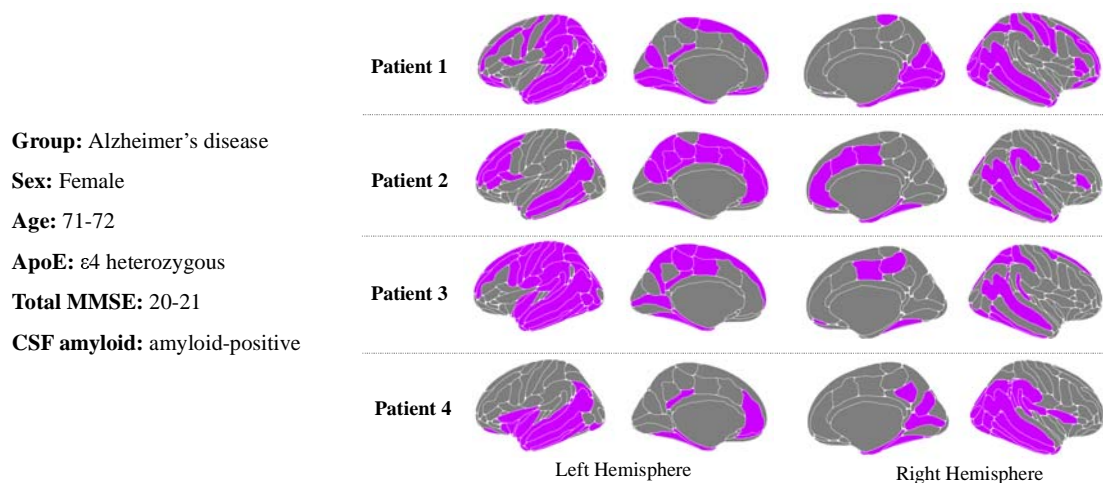 Group: Alzheimer’s disease
Sex: Female
Age: 71-72
ApoE: ε4 heterozygous
Total MMSE: 20-21
CSF amyloid: amyloid-positive
Patient 1
Patient 2
Patient 3
Patient 4
Left Hemisphere
Right Hemisphere